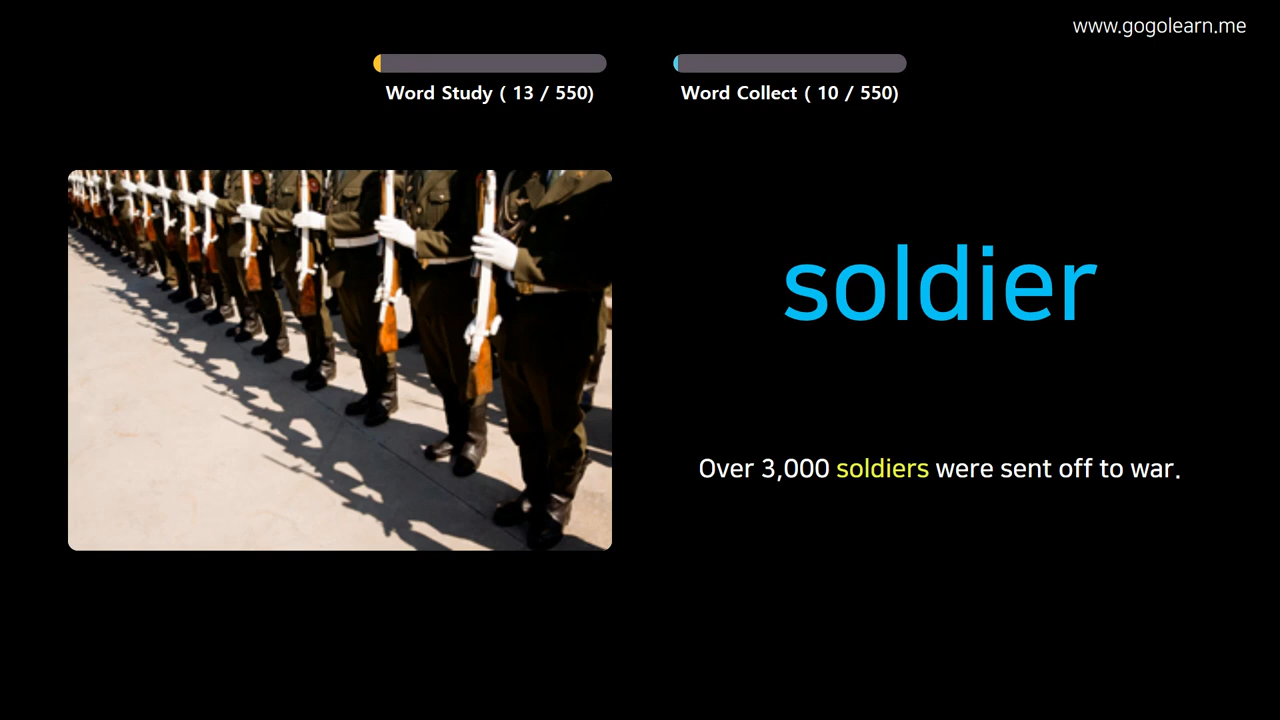 www.gogolearn.me
Word Study ( 13 / 550)
Word Collect ( 10 / 550)
soldier
Over 3,000 soldiers were sent off to war.